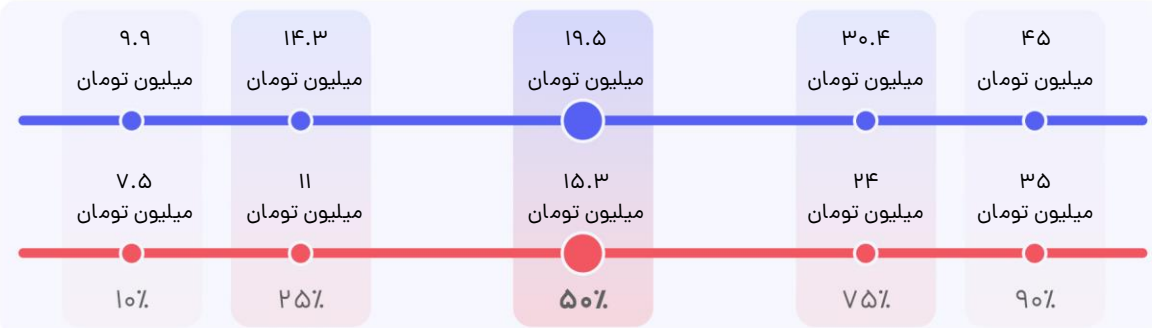 ۹.۹
میلیون تومان
۱۴.۳
میلیون تومان
۱۹.۵
میلیون تومان
۳۰.۴
میلیون تومان
۴۵
میلیون تومان
۷.۵
میلیون تومان
۱۱
میلیون تومان
۱۵.۳
میلیون تومان
۲۴
میلیون تومان
۳۵
میلیون تومان
۱۰٪
۲۵٪
۵۰٪
۷۵٪
۹۰٪